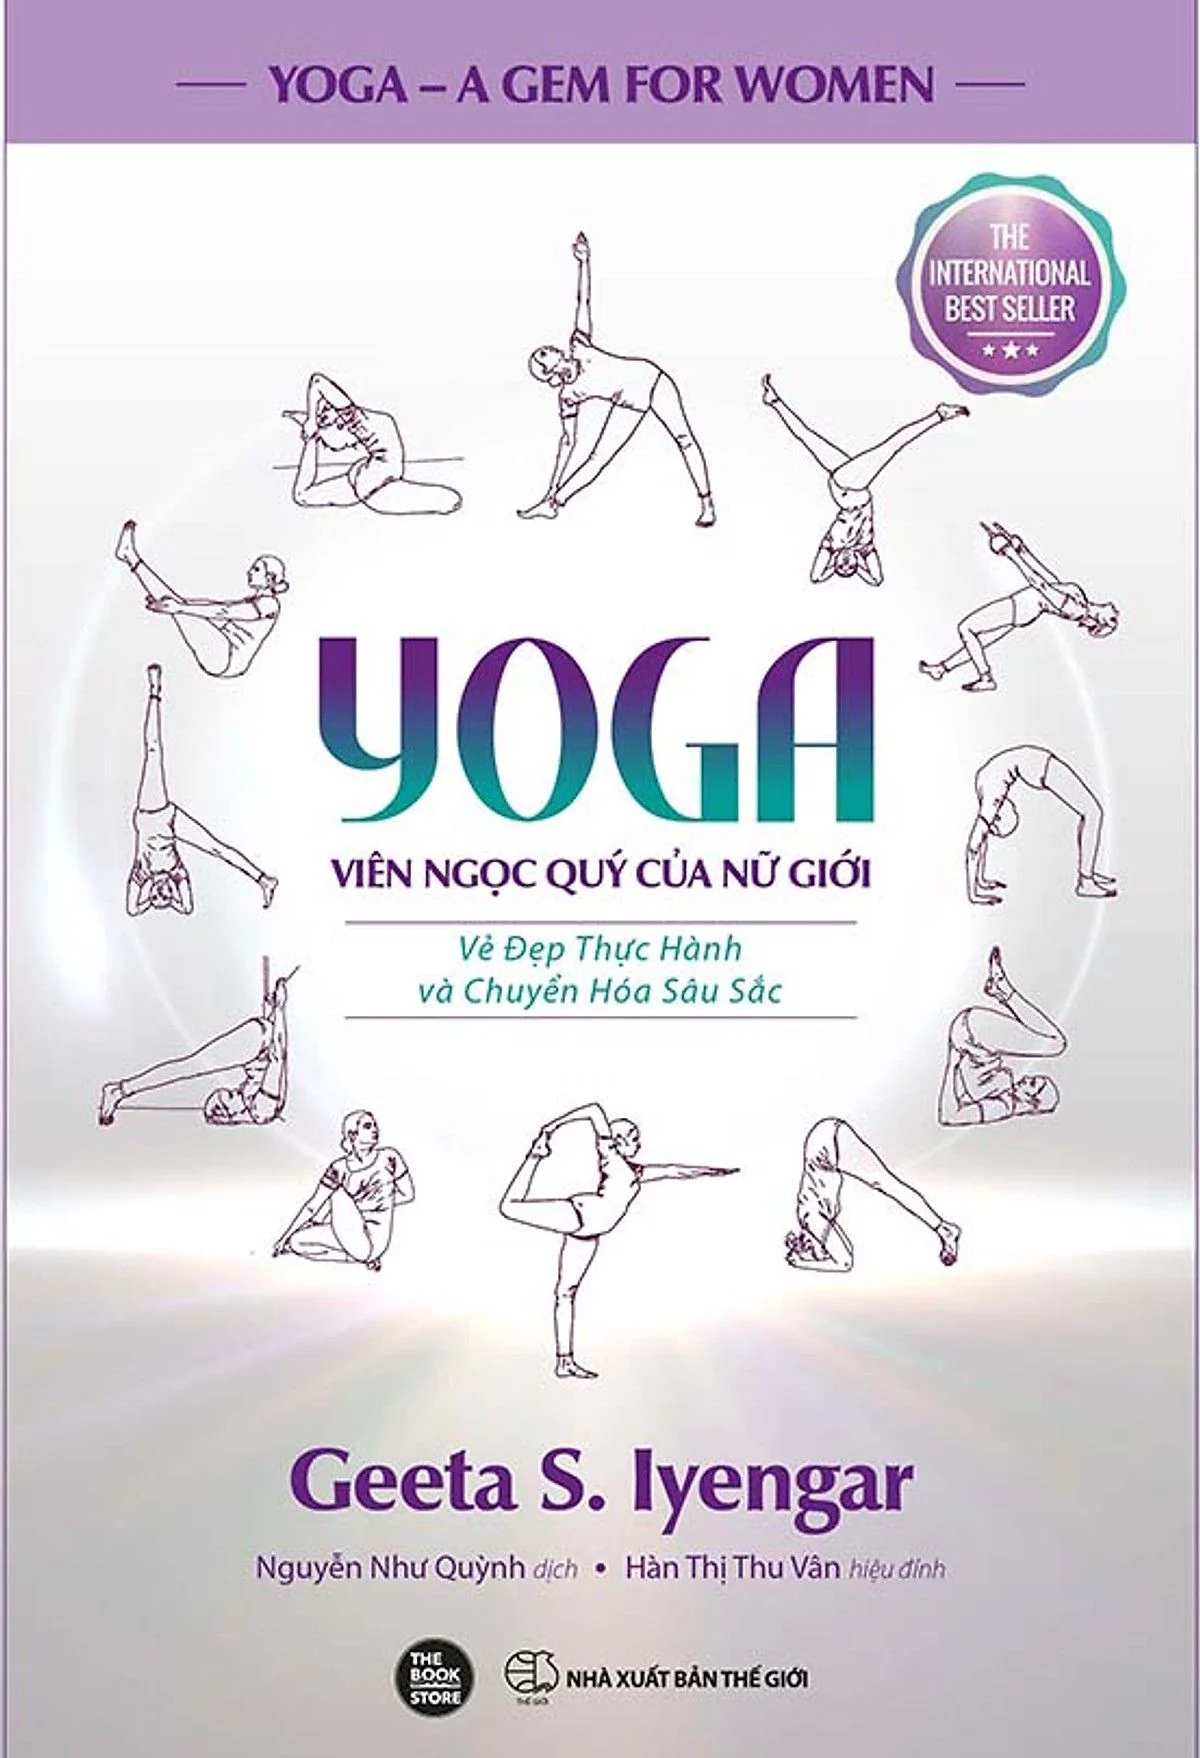 YOGA – A GEM FOR WOMEN
THE
INTERNATIONAL
BEST SELLER
YOGA
VIÊN NGỌC QUÝ CỦA NỮ GIỚI
Vẻ Đẹp Thực Hành
và Chuyển Hóa Sâu Sắc
Geeta S. Iyengar
Nguyễn Như Quỳnh dịch • Hàn Thị Thu Vân hiệu đính
THE
BOOK
STORE
THẾ GIỚI
NHÀ XUẤT BẢN THẾ GIỚI